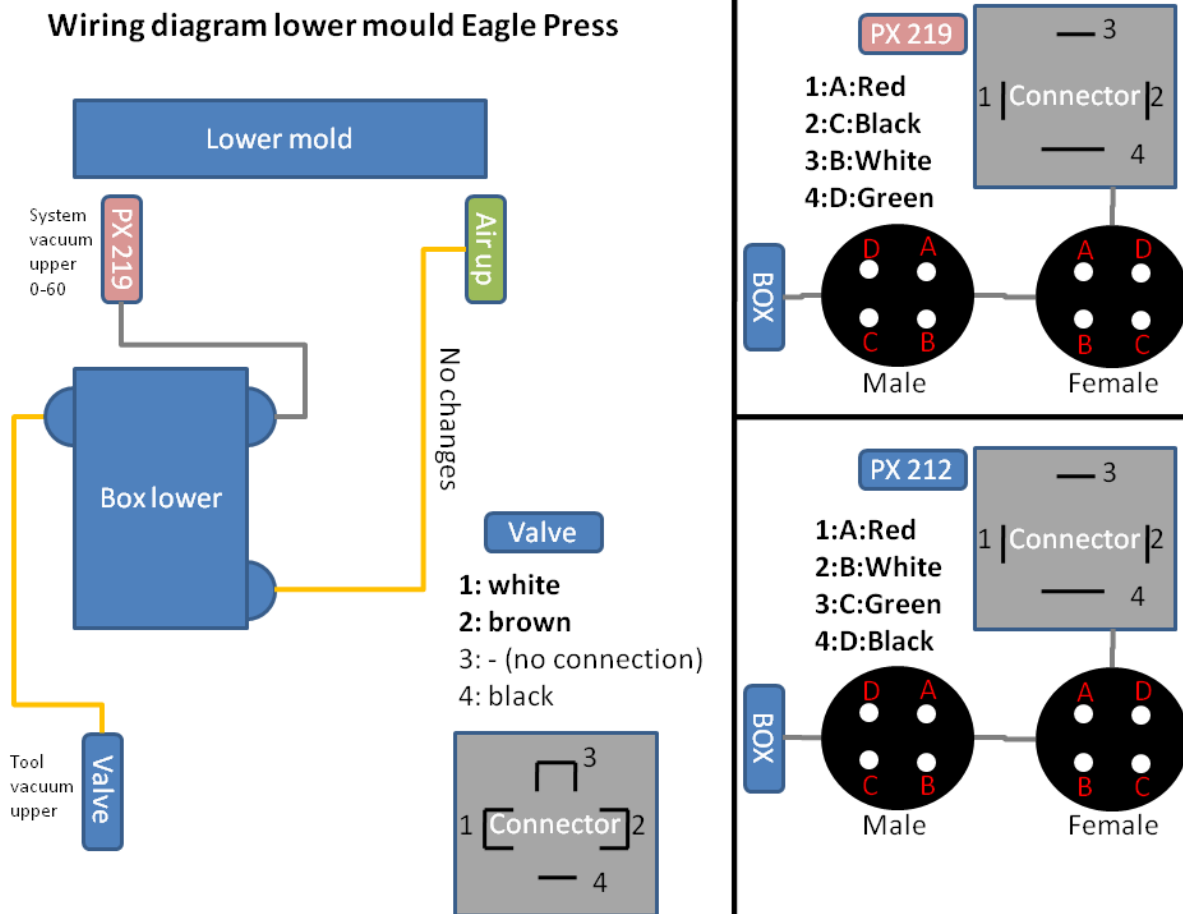 Wiring diagram lower mould Eagle Press
Lower mold
System
vacuum
upper
0-60
PX 219
Air up
No changes
Box lower
Valve
1: white
2: brown
3: - (no connection)
4: black
3
1
Connector
2
4
Tool
vacuum
upper
Valve
PX 219
1:A:Red
2:C:Black
3:B:White
4:D:Green
3
1
Connector
2
4
BOX
D A
C B
Male
A D
B C
Female
PX 212
1:A:Red
2:B:White
3:C:Green
4:D:Black
3
1
Connector
2
4
BOX
D A
C B
Male
A D
B C
Female